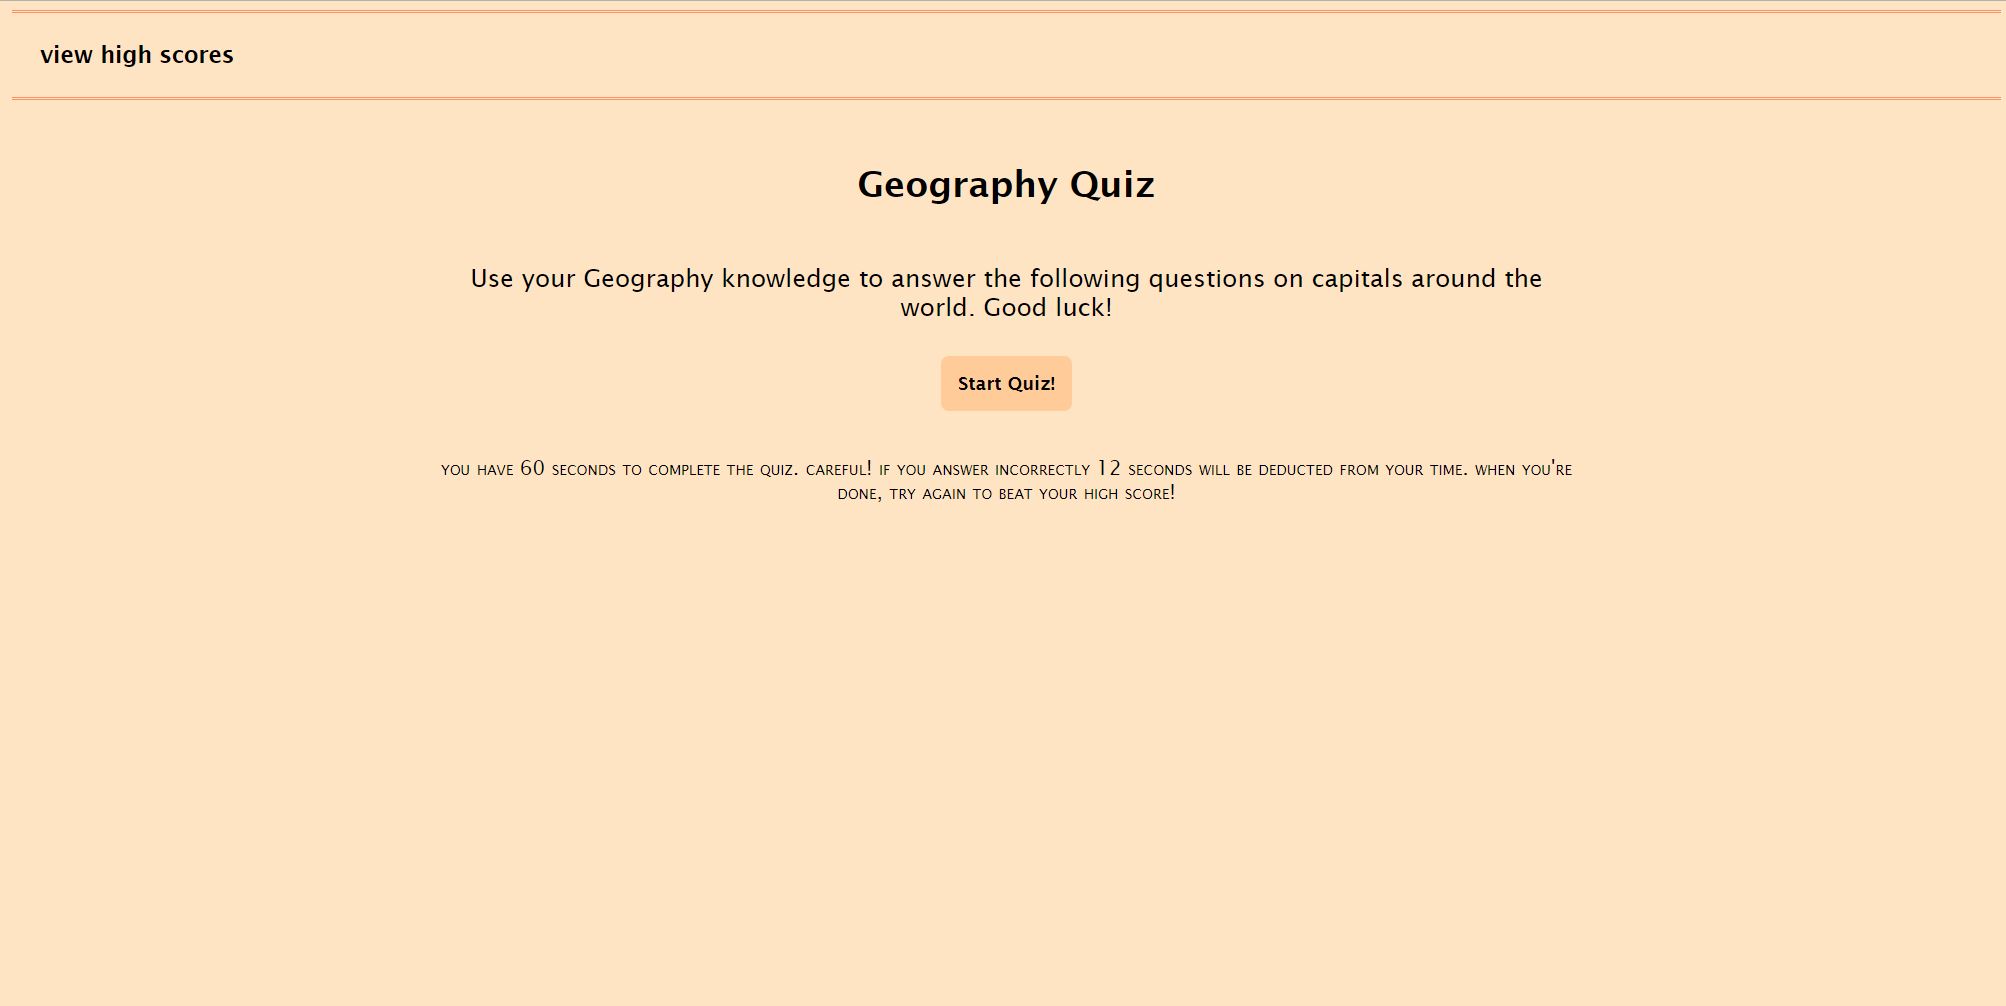 view high scores
Geography Quiz
Use your Geography knowledge to answer the following questions on capitals around the
world. Good luck!
Start Quiz!
you have 60 seconds to complete the quiz. careful! if you answer incorrectly 12 seconds will be deducted from your time. when you're
done, try again to beat your high score!